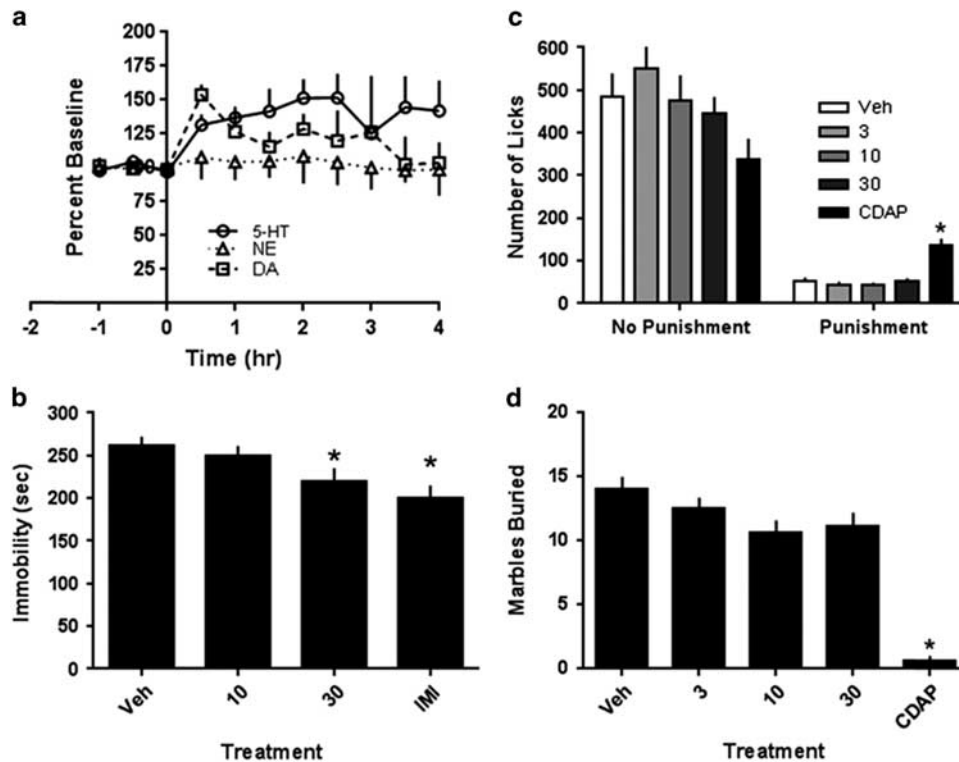 a
Percent Baseline
175
150
125
100
75
50
25
5-HT
NE
DA
-2 -1 0 1 2 3 4
Time (hr)
b
Immobility (sec)
300
250
200
150
100
50
0
* *
Veh 10 30 IMI
Treatment
c
Number of Licks
600
500
400
300
200
100
0
Veh
3
10
30
CDAP
*
No Punishment Punishment
d
Marbles Buried
20
15
10
5
0
*
Veh 3 10 30 CDAP
Treatment